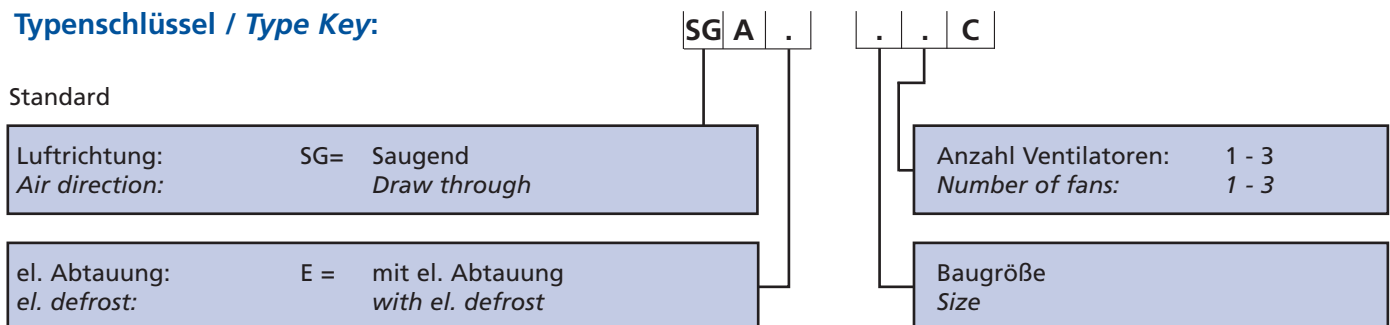 Typenschlüssel / Type Key:
SG A . . . C
Standard
Luftrichtung: SG= Saugend
Air direction: Draw through
Anzahl Ventilatoren: 1 - 3
Number of fans: 1 - 3
el. Abtauung: E = mit el. Abtauung
el. defrost: with el. defrost
Baugröße
Size